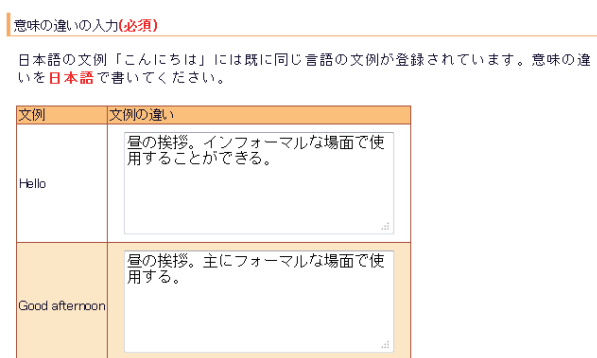 意味の違いの入力(必須)
日本語の文例「こんにちは」には既に同じ言語の文例が登録されています。意味の違
いを日本語で書いてください。
文例 文例の違い
Hello
昼の挨拶。インフォーマルな場面で使
用することができる。
Good afternoon
昼の挨拶。主にフォーマルな場面で使
用する。